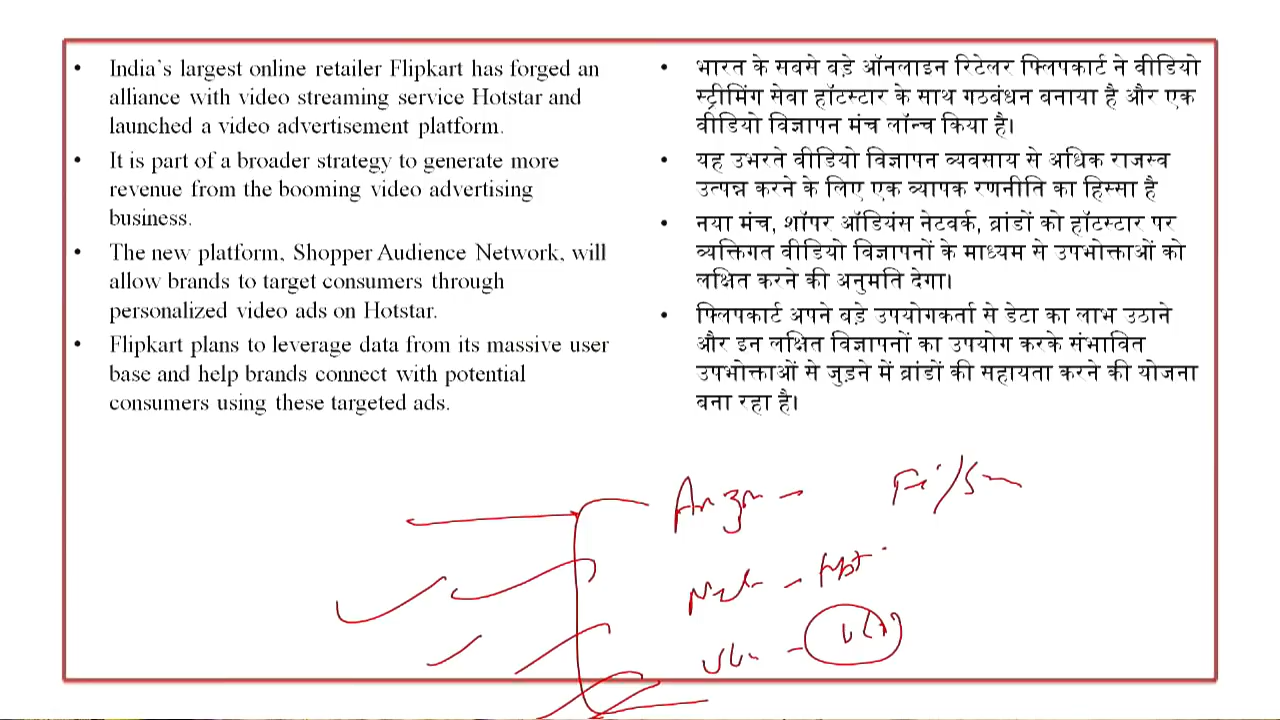 • India`s largest online retailer Flipkart has forged an
alliance with video streaming service Hotstar and
launched a video advertisement platform.
• It is part of a broader strategy to generate more
revenue from the booming video advertising
business.
• The new platform, Shopper Audience Network, will
allow brands to target consumers through
personalized video ads on Hotstar.
• Flipkart plans to leverage data from its massive user
base and help brands connect with potential
consumers using these targeted ads.
• भारत के सबसे बड़े ऑनलाइन रिटेलर फ्लिपकार्ट ने वीडियो
स्ट्रीमिंग सेवा हॉटस्टार के साथ गठबंधन बनाया है और एक
वीडियो विज्ञापन मंच लॉन्च किया है।
• यह उभरते वीडियो विज्ञापन व्यवसाय से अधिक राजस्व
उत्पन्न करने के लिए एक व्यापक रणनीति का हिस्सा है
• नया मंच, शॉपर ऑडियंस नेटवर्क, ब्रांडों को हॉटस्टार पर
व्यक्तिगत वीडियो विज्ञापनों के माध्यम से उपभोक्ताओं को
लक्षित करने की अनुमति देगा।
• फ्लिपकार्ट अपने बड़े उपयोगकर्ता से डेटा का लाभ उठाने
और इन लक्षित विज्ञापनों का उपयोग करके संभावित
उपभोक्ताओं से जुड़ने में ब्रांडों की सहायता करने की योजना
बना रहा है।